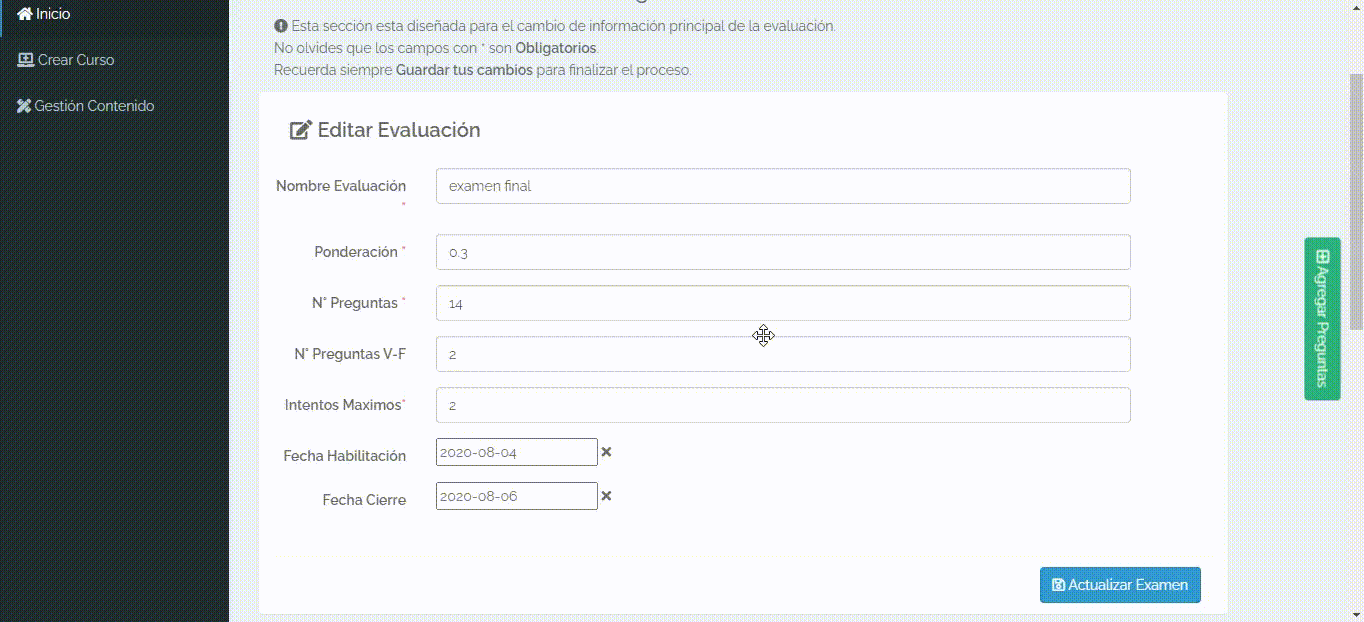 Inicio
Crear Curso
Gestión Contenido
Esta sección esta diseñada para el cambio de información principal de la evaluación.
No olvides que los campos con * son Obligatorios.
Recuerda siempre Guardar tus cambios para finalizar el proceso.
Editar Evaluación
Nombre Evaluación * examen final
Ponderación * 0.3
N° Preguntas * 14
N° Preguntas V-F 2
Intentos Maximos* 2
Fecha Habilitación 2020-08-04
Fecha Cierre 2020-08-06
Actualizar Examen
Agregar Preguntas